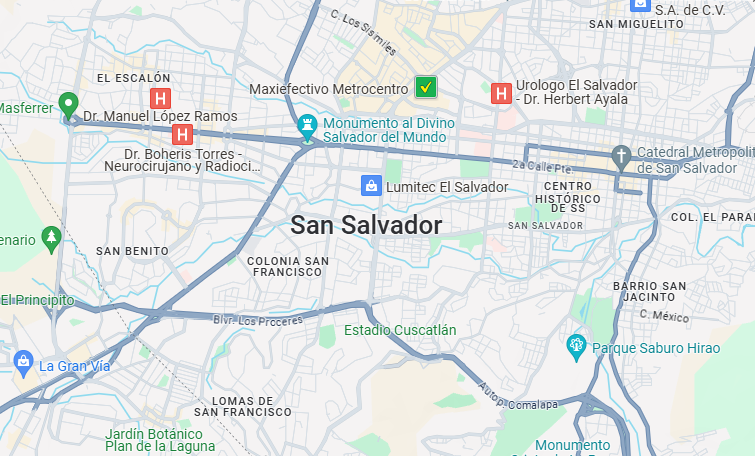 C. Los Sisimiles
S.A. de C.V.
SAN MIGUELITO
EL ESCALÓN
Maxiefectivo Metrocentro
Urologo El Salvador
- Dr. Herbert Ayala
Masferrer
Dr. Manuel López Ramos
Monumento al Divino
Salvador del Mundo
Dr. Boheris Torres -
Neurocirujano y Radioci...
2a Calle Pte.
Catedral Metropolit
de San Salvador
Lumitec El Salvador
CENTRO
HISTÓRICO
DE SS
San Salvador
SAN SALVADOR
COL. EL PARA
enario
SAN BENITO
COLONIA SAN
FRANCISCO
El Principito
BARRIO SAN
JACINTO
Blvr. Los Proceres
C. México
Estadio Cuscatlán
Parque Saburo Hirao
La Gran Vía
Autop. Comalapa
LOMAS DE
SAN FRANCISCO
Jardín Botánico
Plan de la Laguna
Monumento